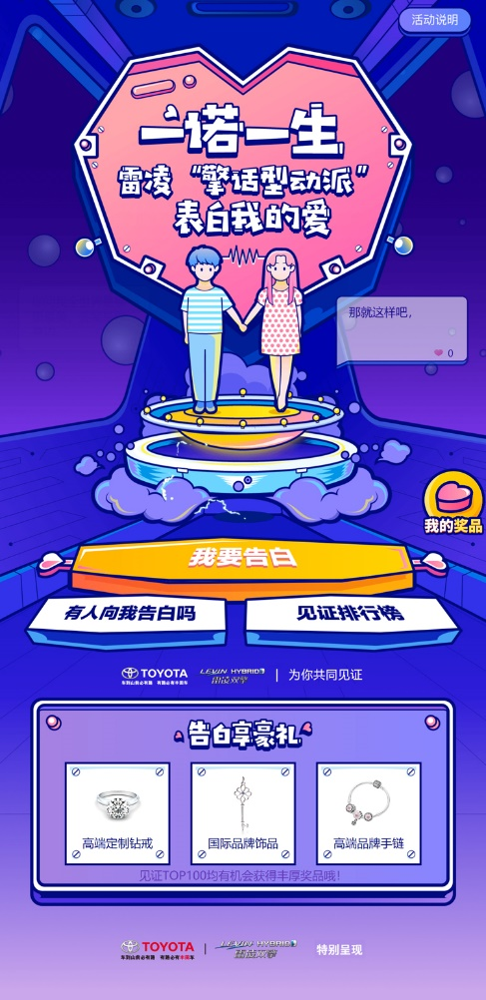 活动说明
一诺一生
雷凌“擎话型动派”
表白我的爱
那就这样吧，
0
我的奖品
我要告白
有人向我告白吗
见证排行榜
TOYOTA
车到山前必有路 有路必有丰田车
LEVIN HYBRID
雷凌双擎
为你共同见证
告白享豪礼
高端定制钻戒
国际品牌饰品
高端品牌手链
见证TOP100均有机会获得丰厚奖品哦！
TOYOTA
车到山前必有路 有路必有丰田车
LEVIN HYBRID
雷凌双擎
特别呈现